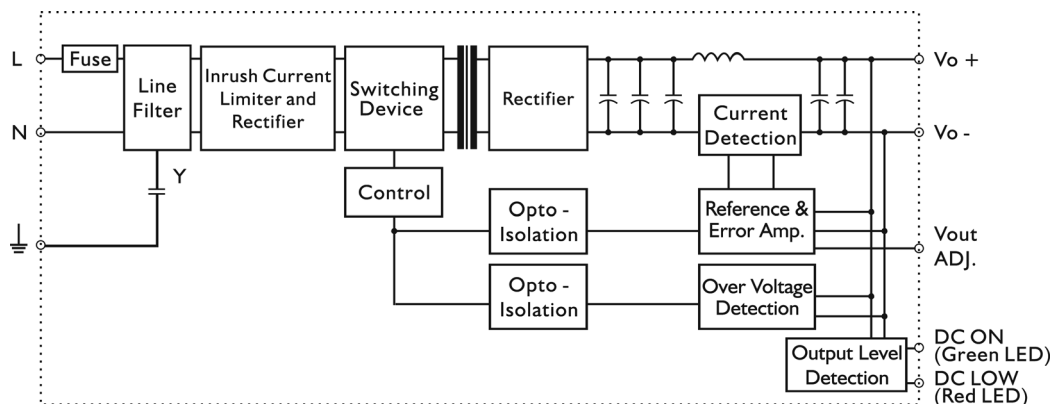 L
Fuse
Line
Filter
Inrush Current
Limiter and
Rectifier
Switching
Device
Rectifier
Vo +
Current
Detection
N
Vo -
Y
Control
Opto -
Isolation
Reference &
Error Amp.
Vout
ADJ.
Opto -
Isolation
Over Voltage
Detection
Output Level
Detection
DC ON
(Green LED)
DC LOW
(Red LED)